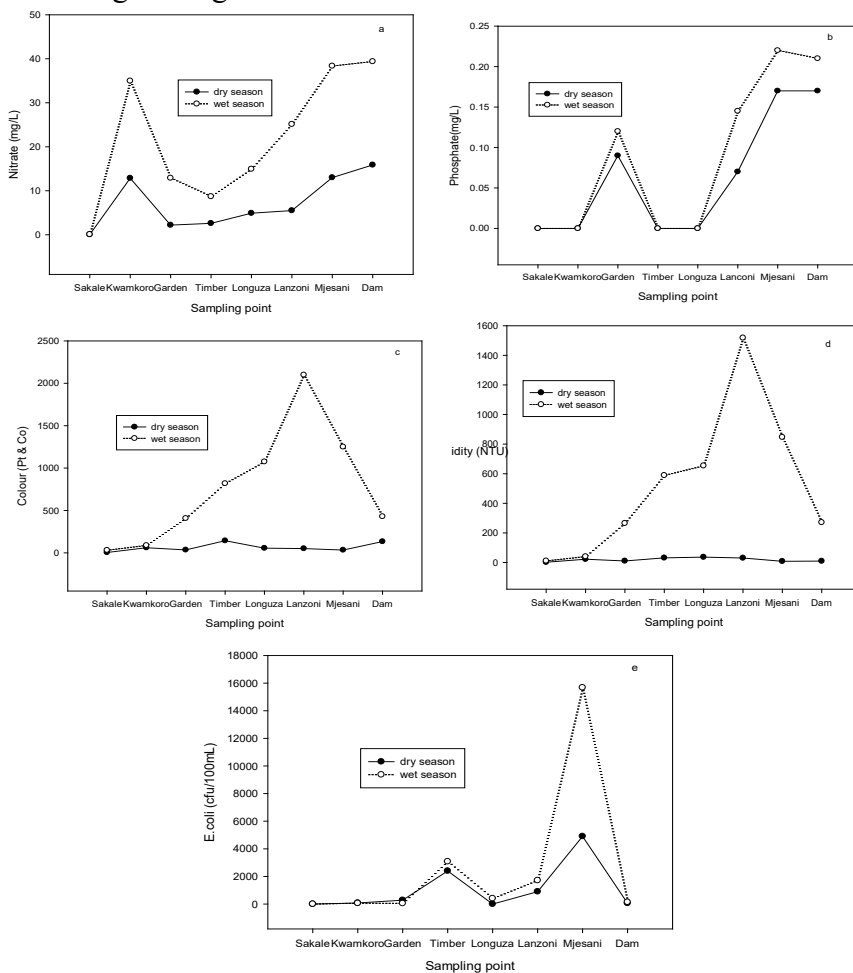 a
50
40
30
20
10
0
Nitrate (mg/L)
dry season
wet season
Sakale Kwamkoro Garden Timber Longuza Lanzoni Mjesani Dam
Sampling point
b
0.25
0.20
0.15
0.10
0.05
0.00
Phosphate(mg/L)
dry season
wet season
Sakale Kwamkoro Garden Timber Longuza Lanconi Mjesani Dam
Sampling point
c
2500
2000
1500
1000
500
0
Colour (Pt & Co)
dry season
wet season
Sakale Kwamkoro Garden Timber Longuza Lanzoni Mjesani Dam
Sampling point
d
1600
1400
1200
1000
800
600
400
200
0
idity (NTU)
dry season
wet season
Sakale Kwamkoro Garden Timber Longuza Lanzoni Mjesani Dam
Sampling point
e
18000
16000
14000
12000
10000
8000
6000
4000
2000
0
E.coli (cfu/100mL)
dry season
wet season
Sakale Kwamkoro Garden Timber Longuza Lanzoni Mjesani Dam
Sampling point